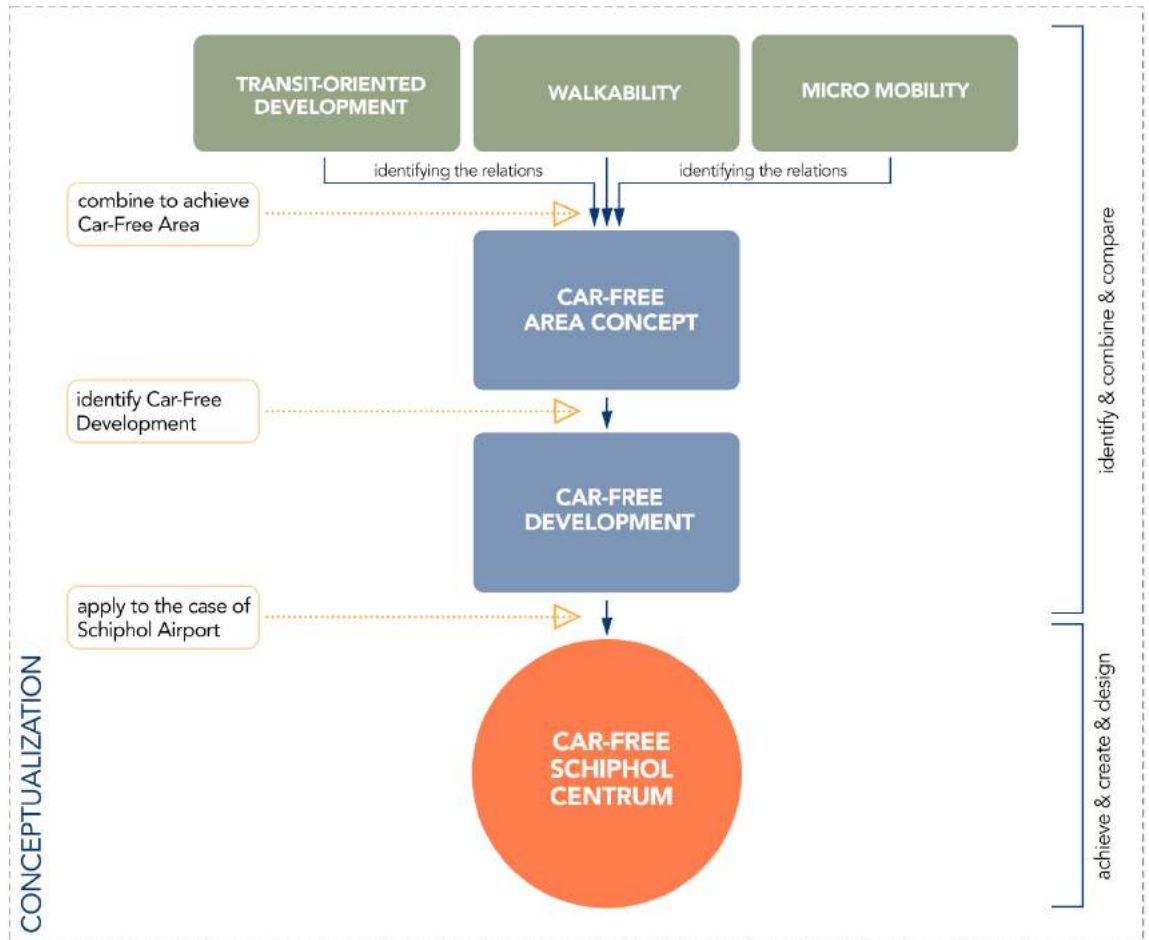 TRANSIT-ORIENTED
DEVELOPMENT
WALKABILITY
MICRO MOBILITY
identifying the relations
identifying the relations
combine to achieve
Car-Free Area
CAR-FREE
AREA CONCEPT
identify Car-Free
Development
CAR-FREE
DEVELOPMENT
apply to the case of
Schiphol Airport
CAR-FREE
SCHIPHOL
CENTRUM
identify & combine & compare
achieve & create & design
CONCEPTUALIZATION